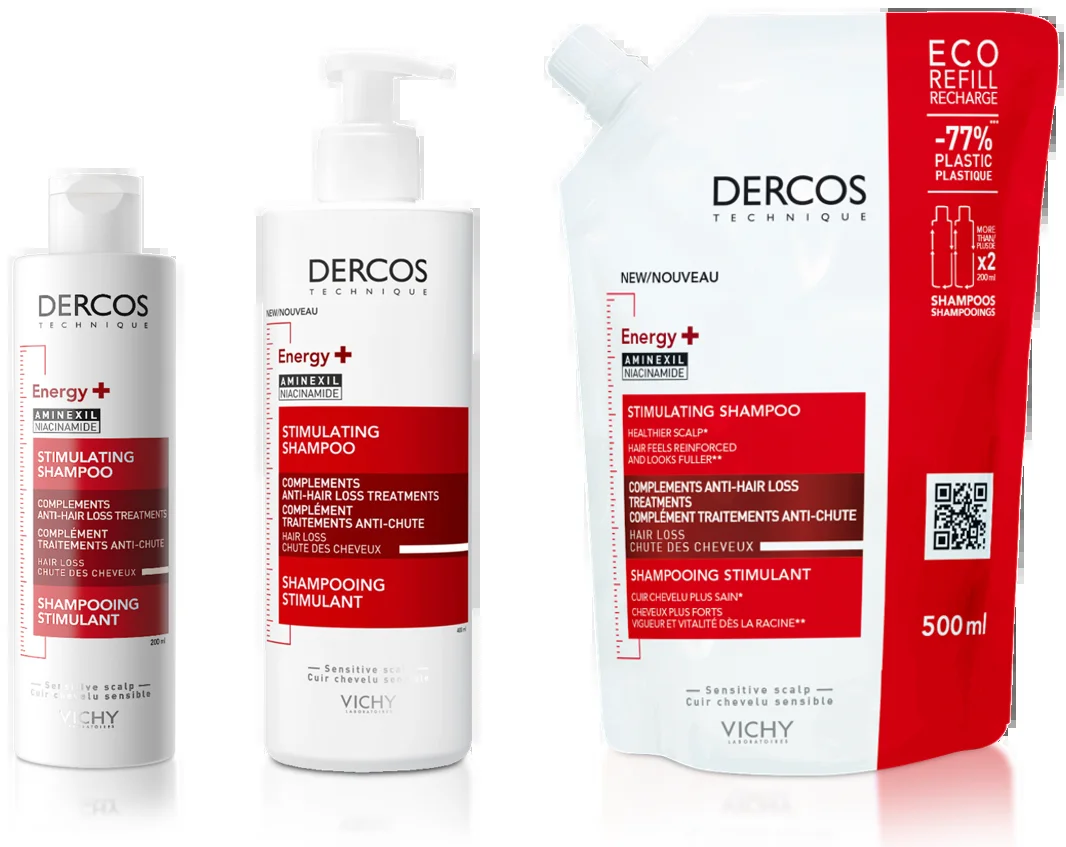 DERCOS
TECHNIQUE
Energy+
AMINEXIL
NIACINAMIDE
STIMULATING
SHAMPOO
COMPLEMENTS
ANTI-HAIR LOSS TREATMENTS
COMPLÉMENT
TRAITEMENTS ANTI-CHUTE
HAIR LOSS
CHUTE DES CHEVEUX
SHAMPOOING
STIMULANT
200 ml
Sensitive scalp
Cuir chevelu sensible
VICHY
LABORATOIRES
DERCOS
TECHNIQUE
NEW/NOUVEAU
Energy+
AMINEXIL
NIACINAMIDE
STIMULATING
SHAMPOO
COMPLEMENTS
ANTI-HAIR LOSS TREATMENTS
COMPLÉMENT
TRAITEMENTS ANTI-CHUTE
HAIR LOSS
CHUTE DES CHEVEUX
SHAMPOOING
STIMULANT
Sensitive
Cuir chevelu
VICHY
LABORATOIRES
DERCOS
TECHNIQUE
NEW/NOUVEAU
Energy+
AMINEXIL
NIACINAMIDE
STIMULATING SHAMPOO
HEALTHIER SCALP*
HAIR FEELS REINFORCED
AND LOOKS FULLER**
COMPLEMENTS ANTI-HAIR LOSS
TREATMENTS
COMPLÉMENT TRAITEMENTS ANTI-CHUTE
HAIR LOSS
CHUTE DES CHEVEUX
SHAMPOOING STIMULANT
CUIR CHEVELU PLUS SAIN*
CHEVEUX PLUS FORTS
VIGUEUR ET VITALITÉ DÈS LA RACINE**
Sensitive scalp
Cuir chevelu sensible
VICHY
LABORATOIRES
ECO
REFILL
RECHARGE
-77%***
PLASTIC
PLASTIQUE
MORE
THAN/
PLUS DE
x2
200ml
SHAMPOOS
SHAMPOOINGS
500 ml